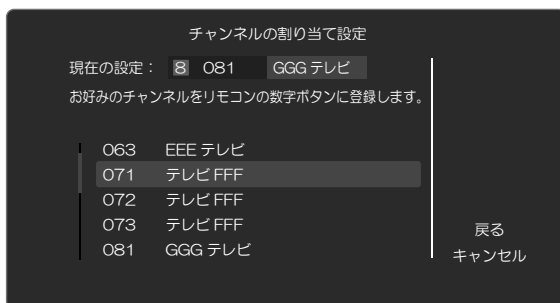 チャンネルの割り当て設定
現在の設定： 8 081 GGG テレビ
お好みのチャンネルをリモコンの数字ボタンに登録します。
063 EEE テレビ
071 テレビ FFF
072 テレビ FFF
073 テレビ FFF
081 GGG テレビ
戻る
キャンセル